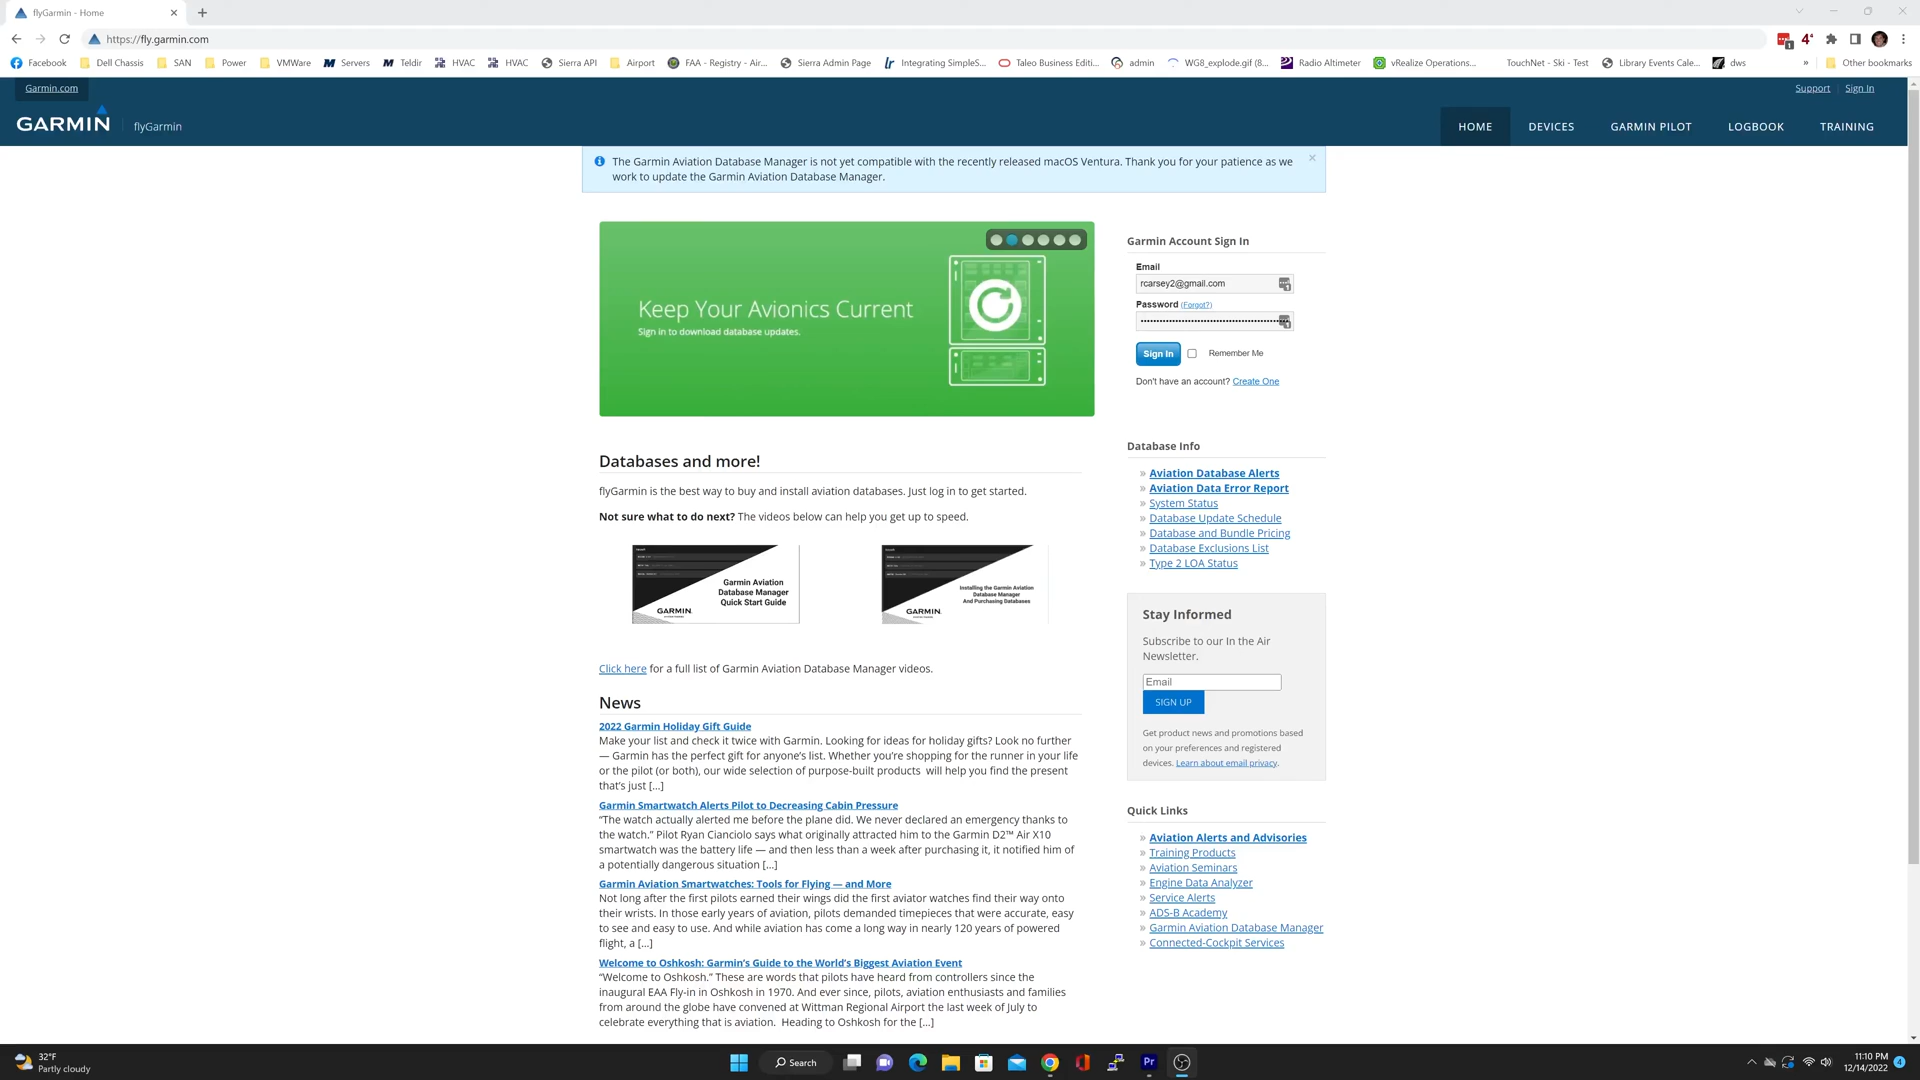 flyGarmin - Home
https://fly.garmin.com
Facebook
Dell Chassis
SAN
Power
VMWare
Servers
Teldir
HVAC
HVAC
Sierra API
Airport
FAA - Registry - Air...
Sierra Admin Page
Integrating SimpleS...
Taleo Business Editi...
admin
WG8_explode.gif (8...
Radio Altimeter
vRealize Operations...
TouchNet - Ski - Test
Library Events Cale...
dws
»
Other bookmarks
Garmin.com
Support
Sign In
GARMIN
flyGarmin
HOME
DEVICES
GARMIN PILOT
LOGBOOK
TRAINING
The Garmin Aviation Database Manager is not yet compatible with the recently released macOS Ventura. Thank you for your patience as we
work to update the Garmin Aviation Database Manager.
Keep Your Avionics Current
Sign in to download database updates.
Garmin Account Sign In
Email
rcarsey2@gmail.com
Password (Forgot?)
Sign In
Remember Me
Don't have an account? Create One
Databases and more!
flyGarmin is the best way to buy and install aviation databases. Just log in to get started.
Not sure what to do next? The videos below can help you get up to speed.
Garmin Aviation
Database Manager
Quick Start Guide
GARMIN
Installing the Garmin Aviation
Database Manager
And Purchasing Databases
GARMIN
Click here for a full list of Garmin Aviation Database Manager videos.
News
2022 Garmin Holiday Gift Guide
Make your list and check it twice with Garmin. Looking for ideas for holiday gifts? Look no further
— Garmin has the perfect gift for anyone's list. Whether you're shopping for the runner in your life
or the pilot (or both), our wide selection of purpose-built products will help you find the present
that's just [...]
Garmin Smartwatch Alerts Pilot to Decreasing Cabin Pressure
“The watch actually alerted me before the plane did. We never declared an emergency thanks to
the watch.” Pilot Ryan Cianciolo says what originally attracted him to the Garmin D2™ Air X10
smartwatch was the battery life — and then less than a week after purchasing it, it notified him of
a potentially dangerous situation [...]
Garmin Aviation Smartwatches: Tools for Flying — and More
Not long after the first pilots earned their wings did the first aviator watches find their way onto
their wrists. In those early years of aviation, pilots demanded timepieces that were accurate, easy
to see and easy to use. And while aviation has come a long way in nearly 120 years of powered
flight, a [...]
Welcome to Oshkosh: Garmin's Guide to the World's Biggest Aviation Event
“Welcome to Oshkosh.” These are words that pilots have heard from controllers since the
inaugural EAA Fly-in in Oshkosh in 1970. And ever since, pilots, aviation enthusiasts and families
from around the globe have convened at Wittman Regional Airport the last week of July to
celebrate everything that is aviation. Heading to Oshkosh for the [...]
Database Info
» Aviation Database Alerts
» Aviation Data Error Report
» System Status
» Database Update Schedule
» Database and Bundle Pricing
» Database Exclusions List
» Type 2 LOA Status
Stay Informed
Subscribe to our In the Air
Newsletter.
Email
SIGN UP
Get product news and promotions based
on your preferences and registered
devices. Learn about email privacy.
Quick Links
» Aviation Alerts and Advisories
» Training Products
» Aviation Seminars
» Engine Data Analyzer
» Service Alerts
» ADS-B Academy
» Garmin Aviation Database Manager
» Connected-Cockpit Services
32°F
Partly cloudy
Search
Pr
11:10 PM
12/14/2022
4